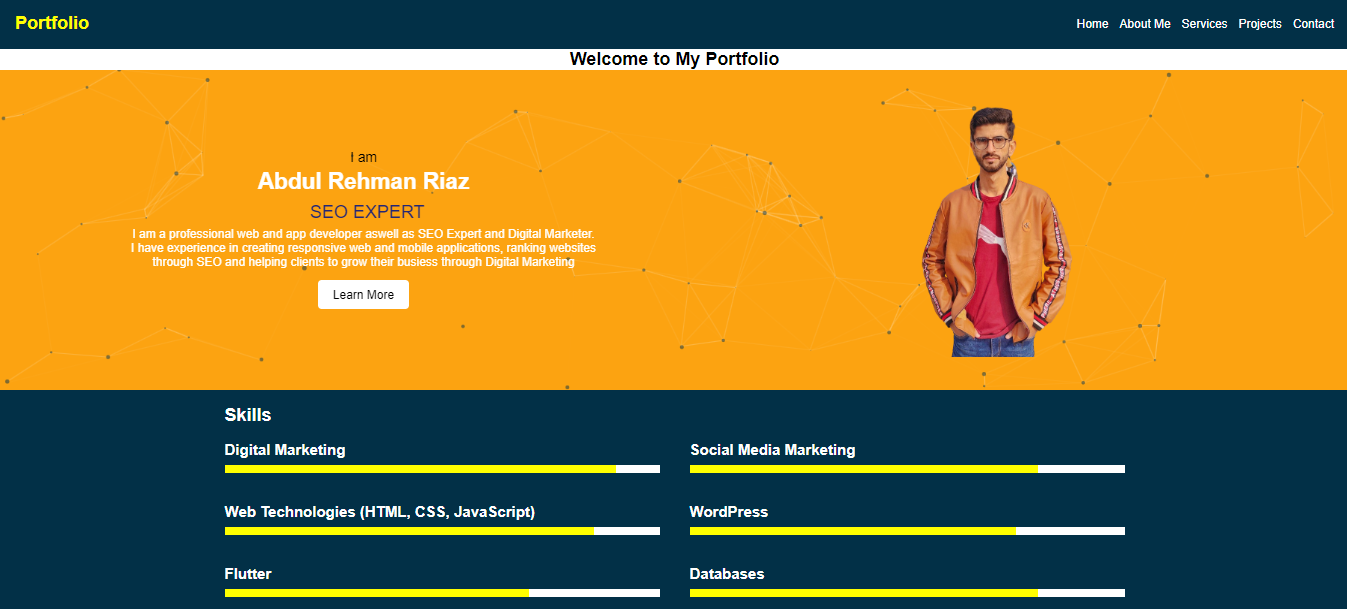 Portfolio
Home About Me Services Projects Contact
Welcome to My Portfolio
I am
Abdul Rehman Riaz
SEO EXPERT
I am a professional web and app developer aswell as SEO Expert and Digital Marketer.
I have experience in creating responsive web and mobile applications, ranking websites
through SEO and helping clients to grow their busiess through Digital Marketing
Learn More
Skills
Digital Marketing
Social Media Marketing
Web Technologies (HTML, CSS, JavaScript)
WordPress
Flutter
Databases